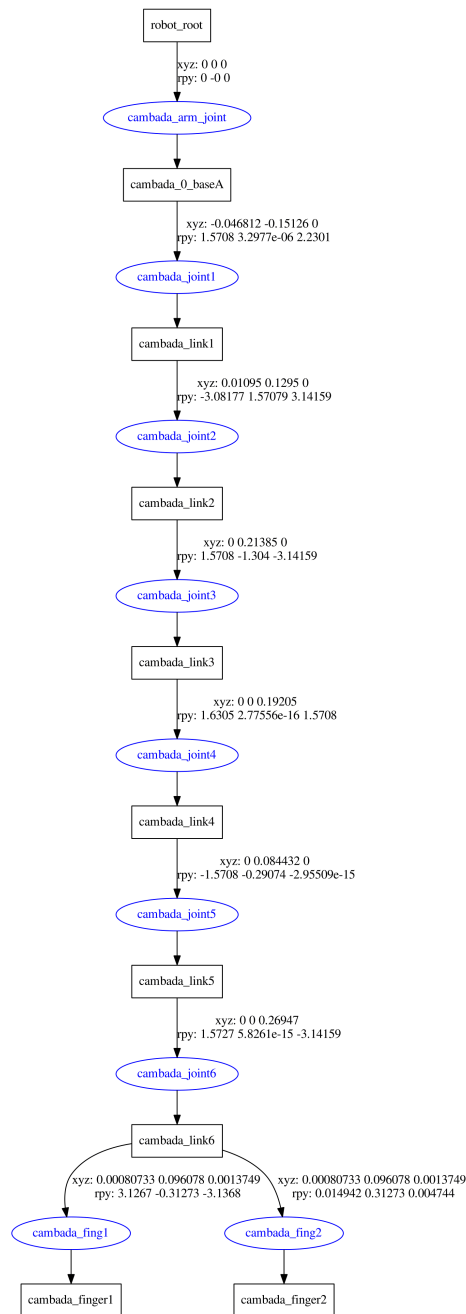 robot_root
xyz: 0 0 0
rpy: 0 -0 0
cambada_arm_joint
cambada_0_baseA
xyz: -0.046812 -0.15126 0
rpy: 1.5708 3.2977e-06 2.2301
cambada_joint1
cambada_link1
xyz: 0.01095 0.1295 0
rpy: -3.08177 1.57079 3.14159
cambada_joint2
cambada_link2
xyz: 0 0.21385 0
rpy: 1.5708 -1.304 -3.14159
cambada_joint3
cambada_link3
xyz: 0 0 0.19205
rpy: 1.6305 2.77556e-16 1.5708
cambada_joint4
cambada_link4
xyz: 0 0.084432 0
rpy: -1.5708 -0.29074 -2.95509e-15
cambada_joint5
cambada_link5
xyz: 0 0 0.26947
rpy: 1.5727 5.8261e-15 -3.14159
cambada_joint6
cambada_link6
xyz: 0.00080733 0.096078 0.0013749
rpy: 3.1267 -0.31273 -3.1368
xyz: 0.00080733 0.096078 0.0013749
rpy: 0.014942 0.31273 0.004744
cambada_fing1
cambada_fing2
cambada_finger1
cambada_finger2